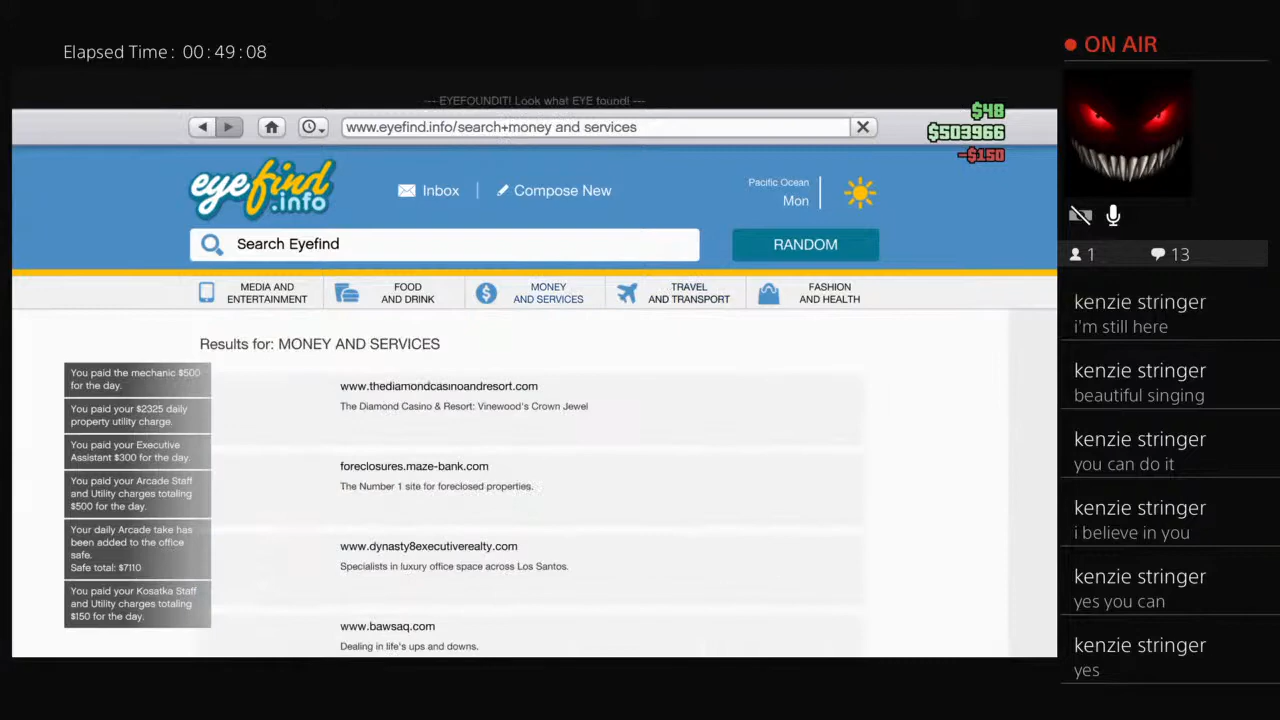 Elapsed Time: 00:49:08
ON AIR
--- EYEFOUNDIT! Look what EYE found! ---
www.eyefind.info/search+money and services
$48
$503966
-$150
eyefind
.info
Inbox
Compose New
Pacific Ocean
Mon
Search Eyefind
RANDOM
MEDIA AND
ENTERTAINMENT
FOOD
AND DRINK
MONEY
AND SERVICES
TRAVEL
AND TRANSPORT
FASHION
AND HEALTH
Results for: MONEY AND SERVICES
www.thediamondcasinoandresort.com
The Diamond Casino & Resort: Vinewood's Crown Jewel
foreclosures.maze-bank.com
The Number 1 site for foreclosed properties.
www.dynasty8executiverealty.com
Specialists in luxury office space across Los Santos.
www.bawsaq.com
Dealing in life's ups and downs.
You paid the mechanic $500
for the day.
You paid your $2325 daily
property utility charge.
You paid your Executive
Assistant $300 for the day.
You paid your Arcade Staff
and Utility charges totaling
$500 for the day.
Your daily Arcade take has
been added to the office
safe.
Safe total: $7110
You paid your Kosatka Staff
and Utility charges totaling
$150 for the day.
1
13
kenzie stringer
i'm still here
kenzie stringer
beautiful singing
kenzie stringer
you can do it
kenzie stringer
i believe in you
kenzie stringer
yes you can
kenzie stringer
yes